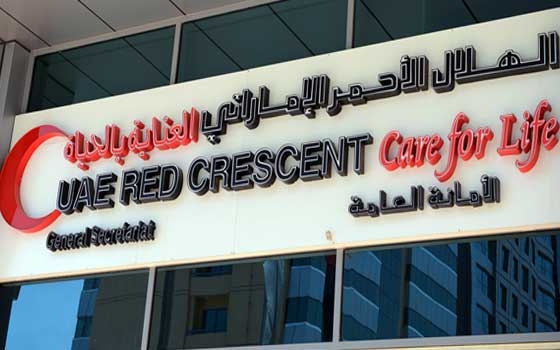 الهلال الأحمر الإماراتي العناية بالحياة
UAE RED CRESCENT Care for Life
General Secretariat الأمانة العامة